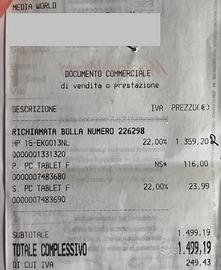 MEDIA WORLD
DOCUMENTO COMMERCIALE
di vendita o prestazione
DESCRIZIONE IVA PREZZO(€)
RICHIAMATA BOLLA NUMERO 226298
HP 15-EK0013NL 22,00% 1.359,20
0000001331320
P. PC TABLET F NS* 116,00
0000007483680
S. PC TABLET F 22,00% 23,99
0000007483690
SUBTOTALE 1.499,19
TOTALE COMPLESSIVO 1.499,19
DI CUI IVA 249,43